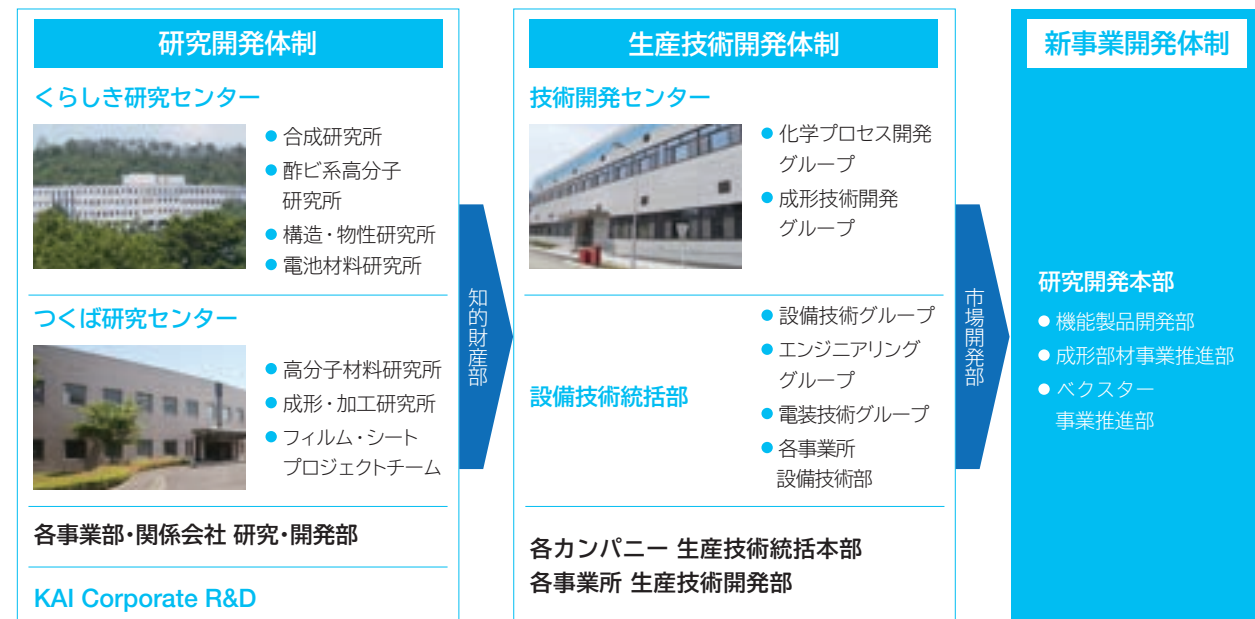 研究開発体制
くらしき研究センター
● 合成研究所
● 酢ビ系高分子
研究所
● 構造・物性研究所
● 電池材料研究所
つくば研究センター
● 高分子材料研究所
● 成形・加工研究所
● フィルム・シート
プロジェクトチーム
各事業部・関係会社 研究・開発部
KAI Corporate R&D
知的財産部
生産技術開発体制
技術開発センター
● 化学プロセス開発
グループ
● 成形技術開発
グループ
設備技術統括部
● 設備技術グループ
● エンジニアリング
グループ
● 電装技術グループ
● 各事業所
設備技術部
各カンパニー 生産技術統括本部
各事業所 生産技術開発部
市場開発部
新事業開発体制
研究開発本部
● 機能製品開発部
● 成形部材事業推進部
● ベクスター
事業推進部